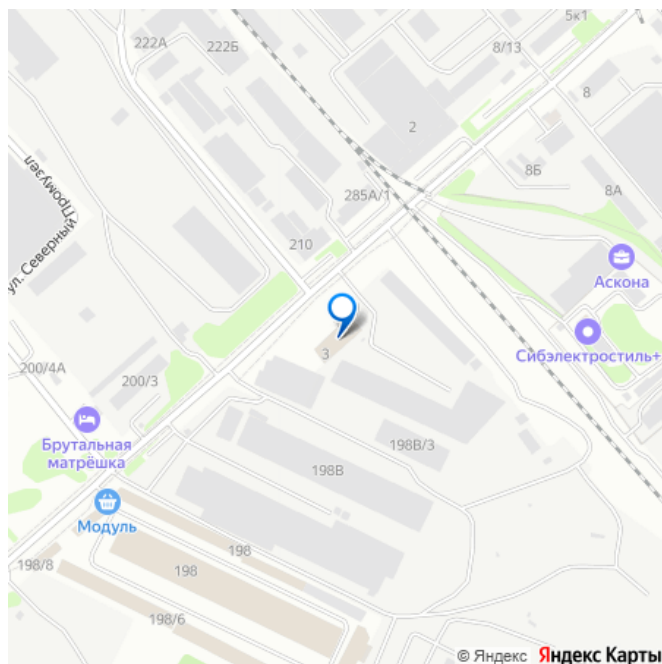 5к1
222А
222Б
8/13
8
2
8Б
8А
ул. Северный Промузел
285А/1
210
Аскона
Сибэлектростиль+
3
200/4А
200/3
Брутальная
матрёшка
198В/3
198В
Модуль
198
198/8
198
198/6
© Яндекс Яндекс Карты